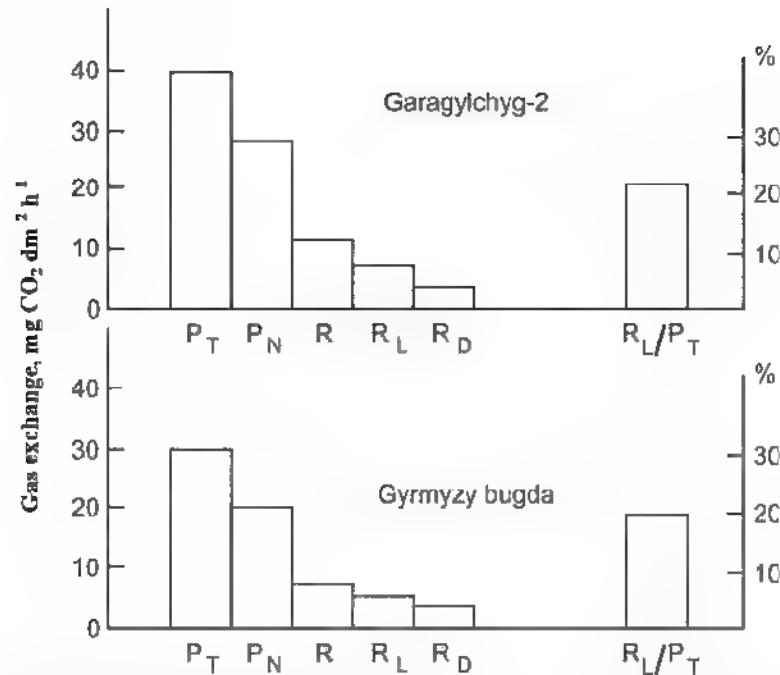 Gas exchange, mg CO₂ dm ² h ¹
%
40
Garagylchyg-2
30 30
20 20
10 10
0
P_T P_N R R_L R_D R_L/P_T
%
40
30 30
Gyrmyzy bugda
20 20
10 10
0
P_T P_N R R_L R_D R_L/P_T